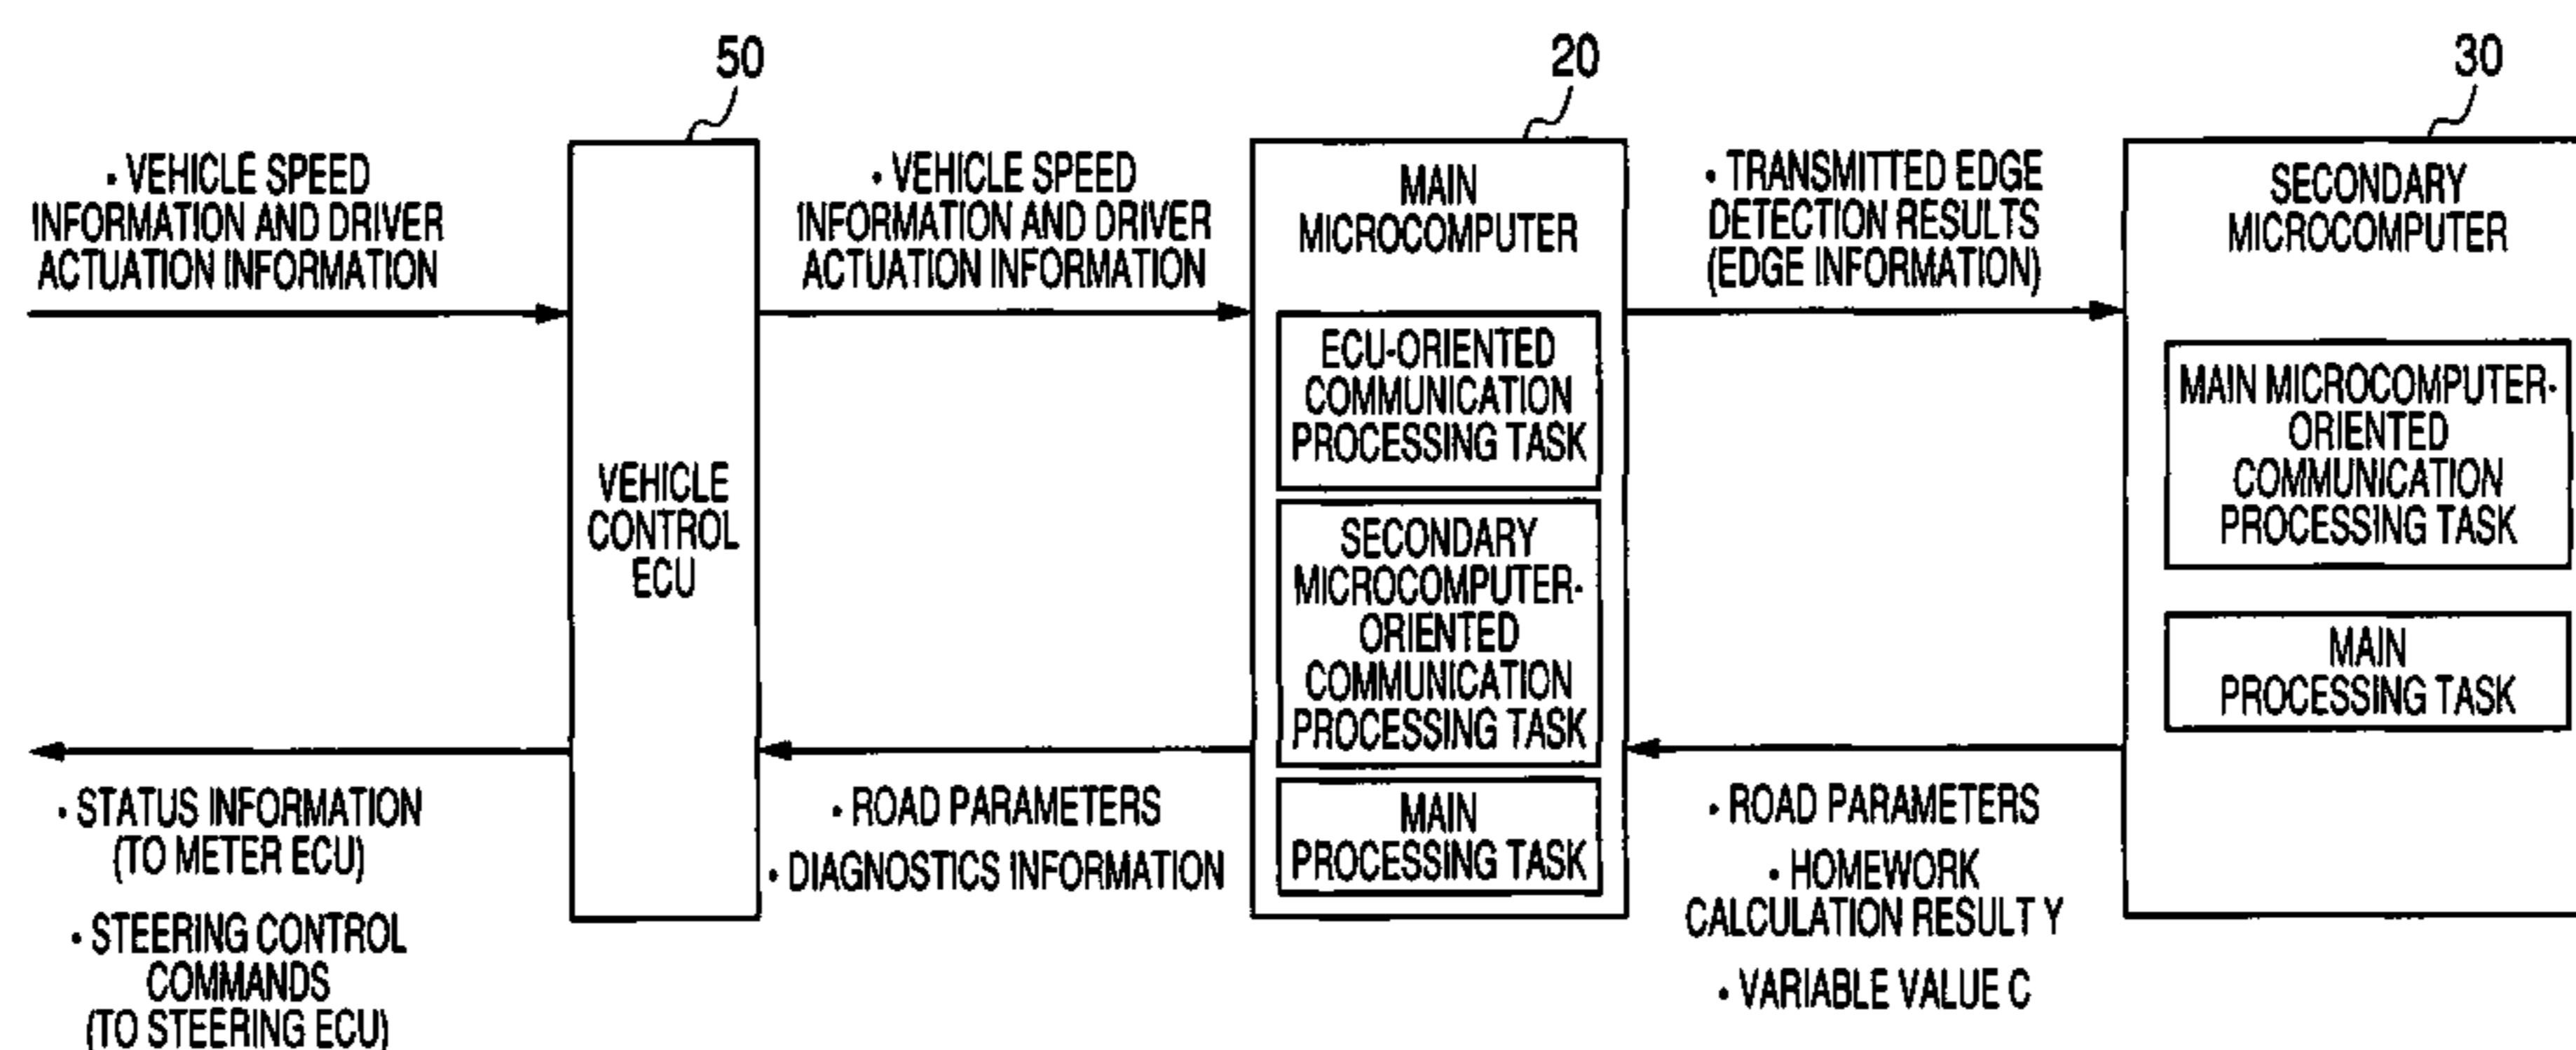 50
20
30
• VEHICLE SPEED
INFORMATION AND DRIVER
ACTUATION INFORMATION
• VEHICLE SPEED
INFORMATION AND DRIVER
ACTUATION INFORMATION
MAIN
MICROCOMPUTER
• TRANSMITTED EDGE
DETECTION RESULTS
(EDGE INFORMATION)
SECONDARY
MICROCOMPUTER
VEHICLE
CONTROL
ECU
ECU-ORIENTED
COMMUNICATION
PROCESSING TASK
SECONDARY
MICROCOMPUTER-
ORIENTED
COMMUNICATION
PROCESSING TASK
MAIN
PROCESSING TASK
MAIN MICROCOMPUTER-
ORIENTED
COMMUNICATION
PROCESSING TASK
MAIN
PROCESSING TASK
• STATUS INFORMATION
(TO METER ECU)
• STEERING CONTROL
COMMANDS
(TO STEERING ECU)
• ROAD PARAMETERS
• DIAGNOSTICS INFORMATION
• ROAD PARAMETERS
• HOMEWORK
CALCULATION RESULT Y
• VARIABLE VALUE C